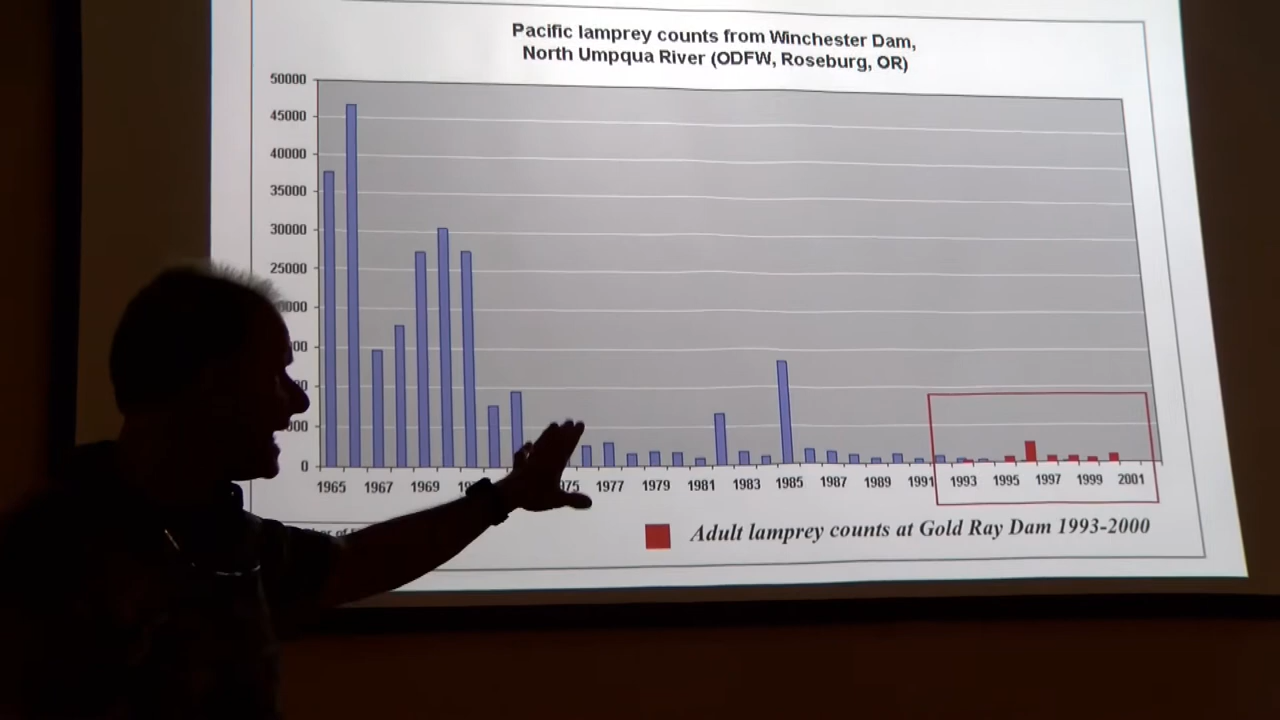 Pacific lamprey counts from Winchester Dam,
North Umpqua River (ODFW, Roseburg, OR)
50000
45000
40000
35000
30000
25000
0
1965 1967 1969 1977 1979 1981 1983 1985 1987 1989 1991 1993 1995 1997 1999 2001
Adult lamprey counts at Gold Ray Dam 1993-2000